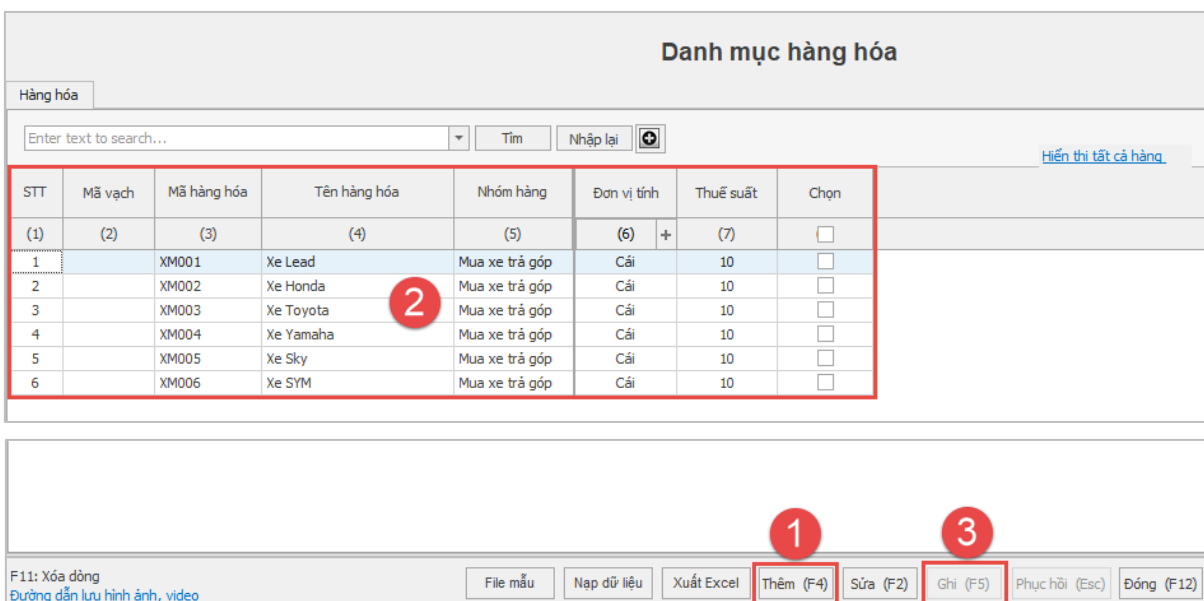 Danh mục hàng hóa
Hàng hóa
Enter text to search... Tìm Nhập lại
Hiển thị tất cả hàng
STT Mã vạch Mã hàng hóa Tên hàng hóa Nhóm hàng Đơn vị tính Thuế suất Chọn
(1) (2) (3) (4) (5) (6) + (7)
1 XM001 Xe Lead Mua xe trả góp Cái 10
2 XM002 Xe Honda Mua xe trả góp Cái 10
3 XM003 Xe Toyota Mua xe trả góp Cái 10
4 XM004 Xe Yamaha Mua xe trả góp Cái 10
5 XM005 Xe Sky Mua xe trả góp Cái 10
6 XM006 Xe SYM Mua xe trả góp Cái 10
2
1 3
F11: Xóa dòng
File mẫu Nạp dữ liệu Xuất Excel Thêm (F4) Sửa (F2) Ghi (F5) Phục hồi (Esc) Đóng (F12)
Đường dẫn lưu hình ảnh, video